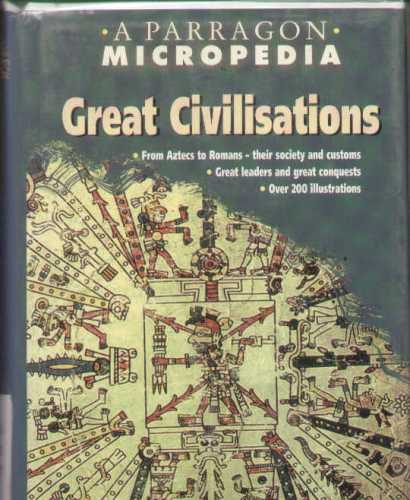 • A PARRAGON •
MICROPEDIA
Great Civilisations
• From Aztecs to Romans – their society and customs
• Great leaders and great conquests
• Over 200 illustrations